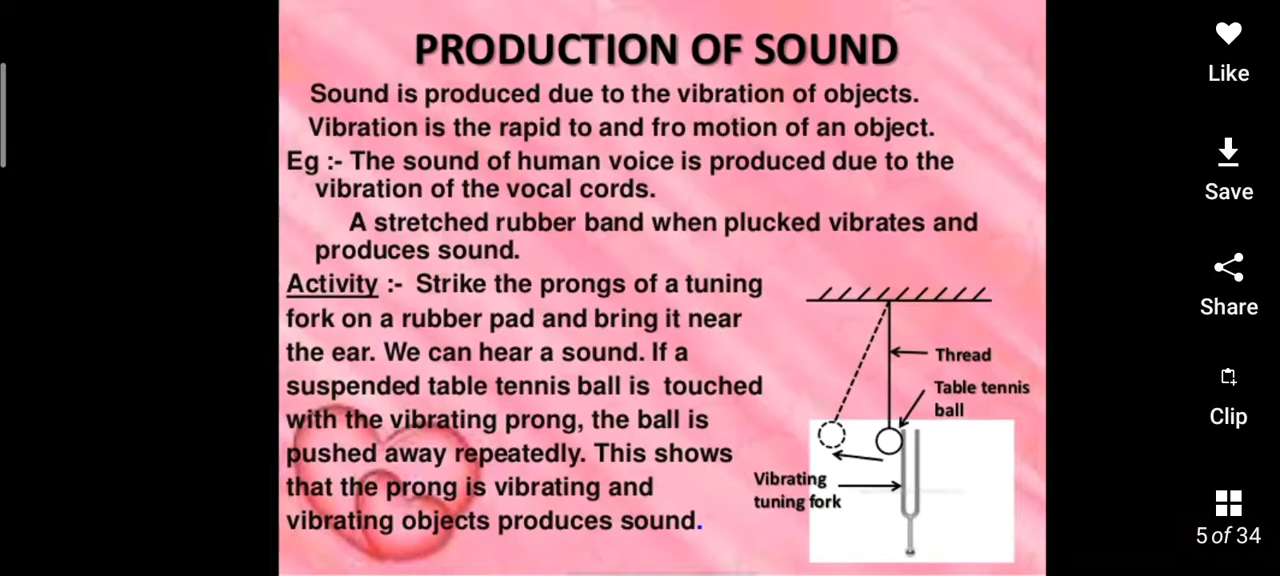 PRODUCTION OF SOUND
Sound is produced due to the vibration of objects.
Vibration is the rapid to and fro motion of an object.
Eg :- The sound of human voice is produced due to the
vibration of the vocal cords.
A stretched rubber band when plucked vibrates and
produces sound.
Activity :- Strike the prongs of a tuning
fork on a rubber pad and bring it near
the ear. We can hear a sound. If a
suspended table tennis ball is touched
with the vibrating prong, the ball is
pushed away repeatedly. This shows
that the prong is vibrating and
vibrating objects produces sound.
Thread
Table tennis
ball
Vibrating
tuning fork
Like
Save
Share
Clip
5 of 34